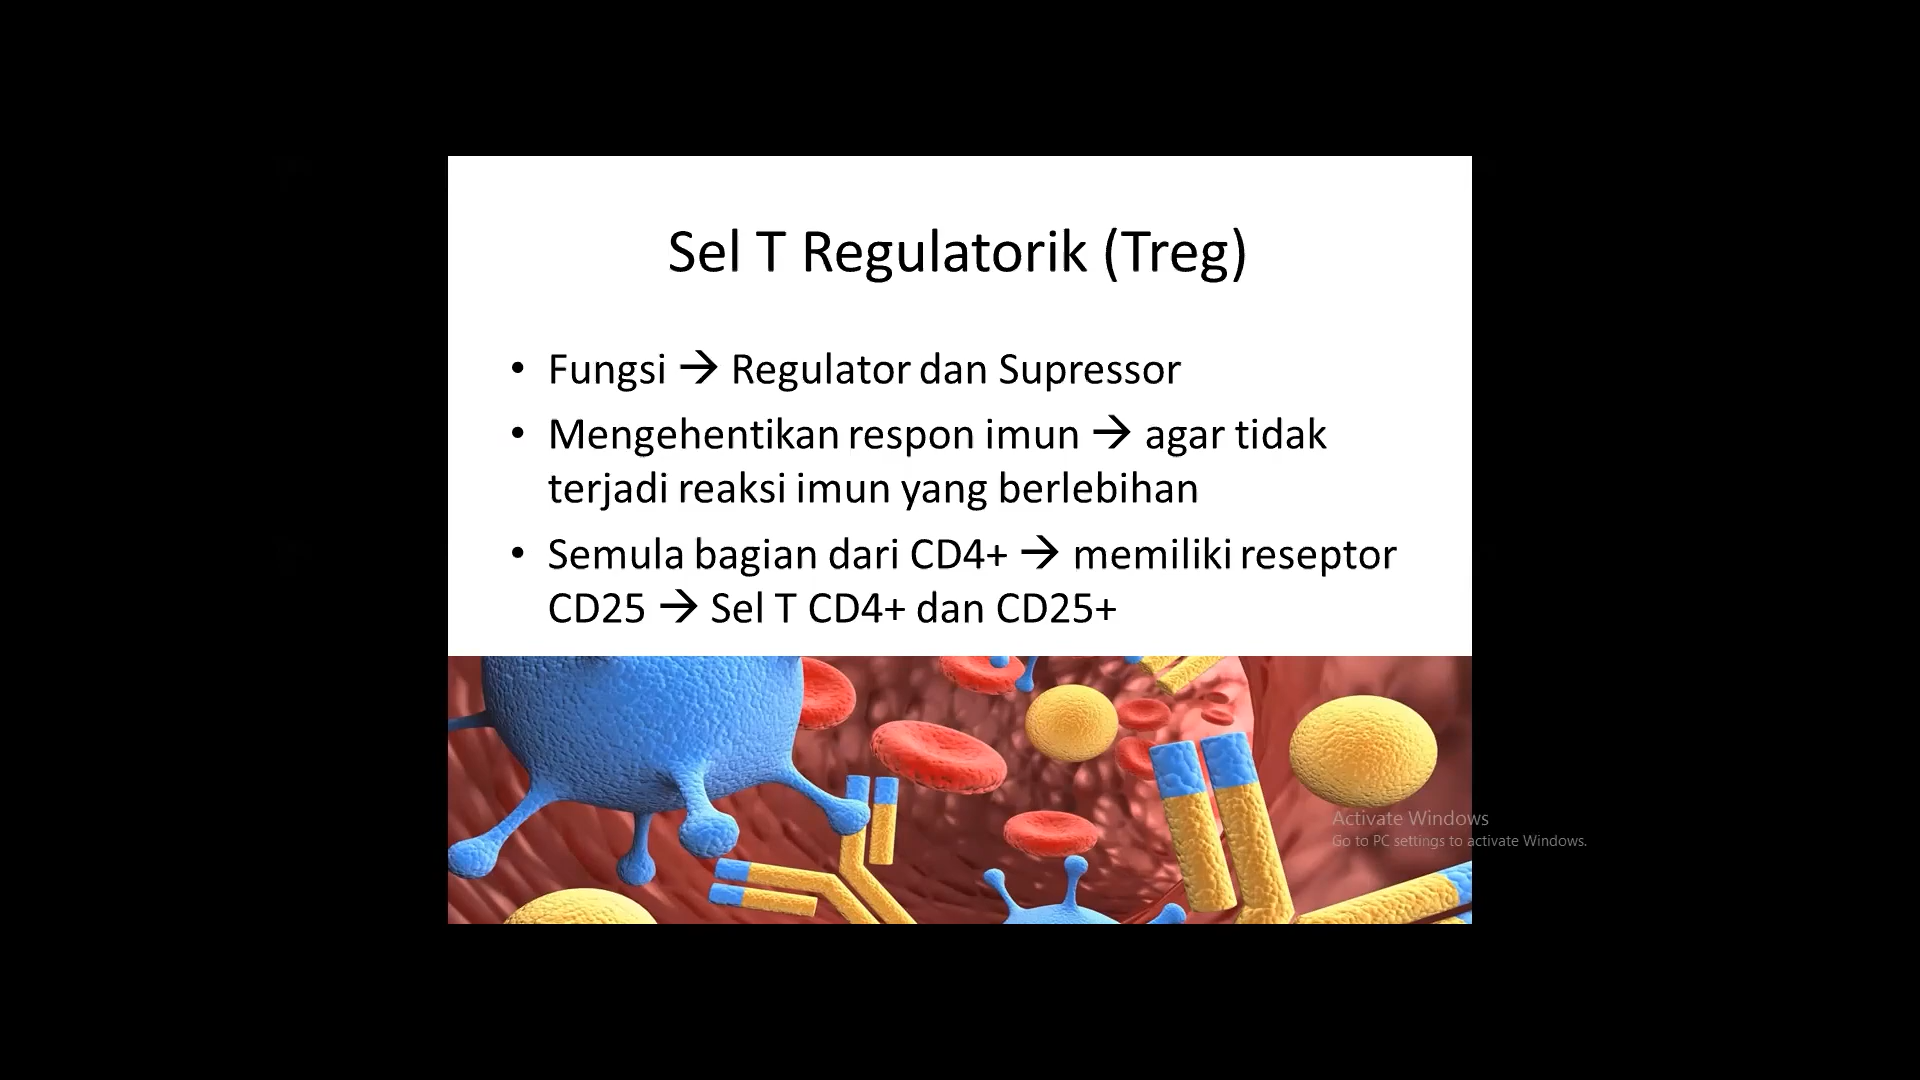 Sel T Regulatorik (Treg)
• Fungsi → Regulator dan Supressor
• Mengehentikan respon imun → agar tidak
terjadi reaksi imun yang berlebihan
• Semula bagian dari CD4+ → memiliki reseptor
CD25 → Sel T CD4+ dan CD25+
Activate Windows
Go to PC settings to activate Windows.